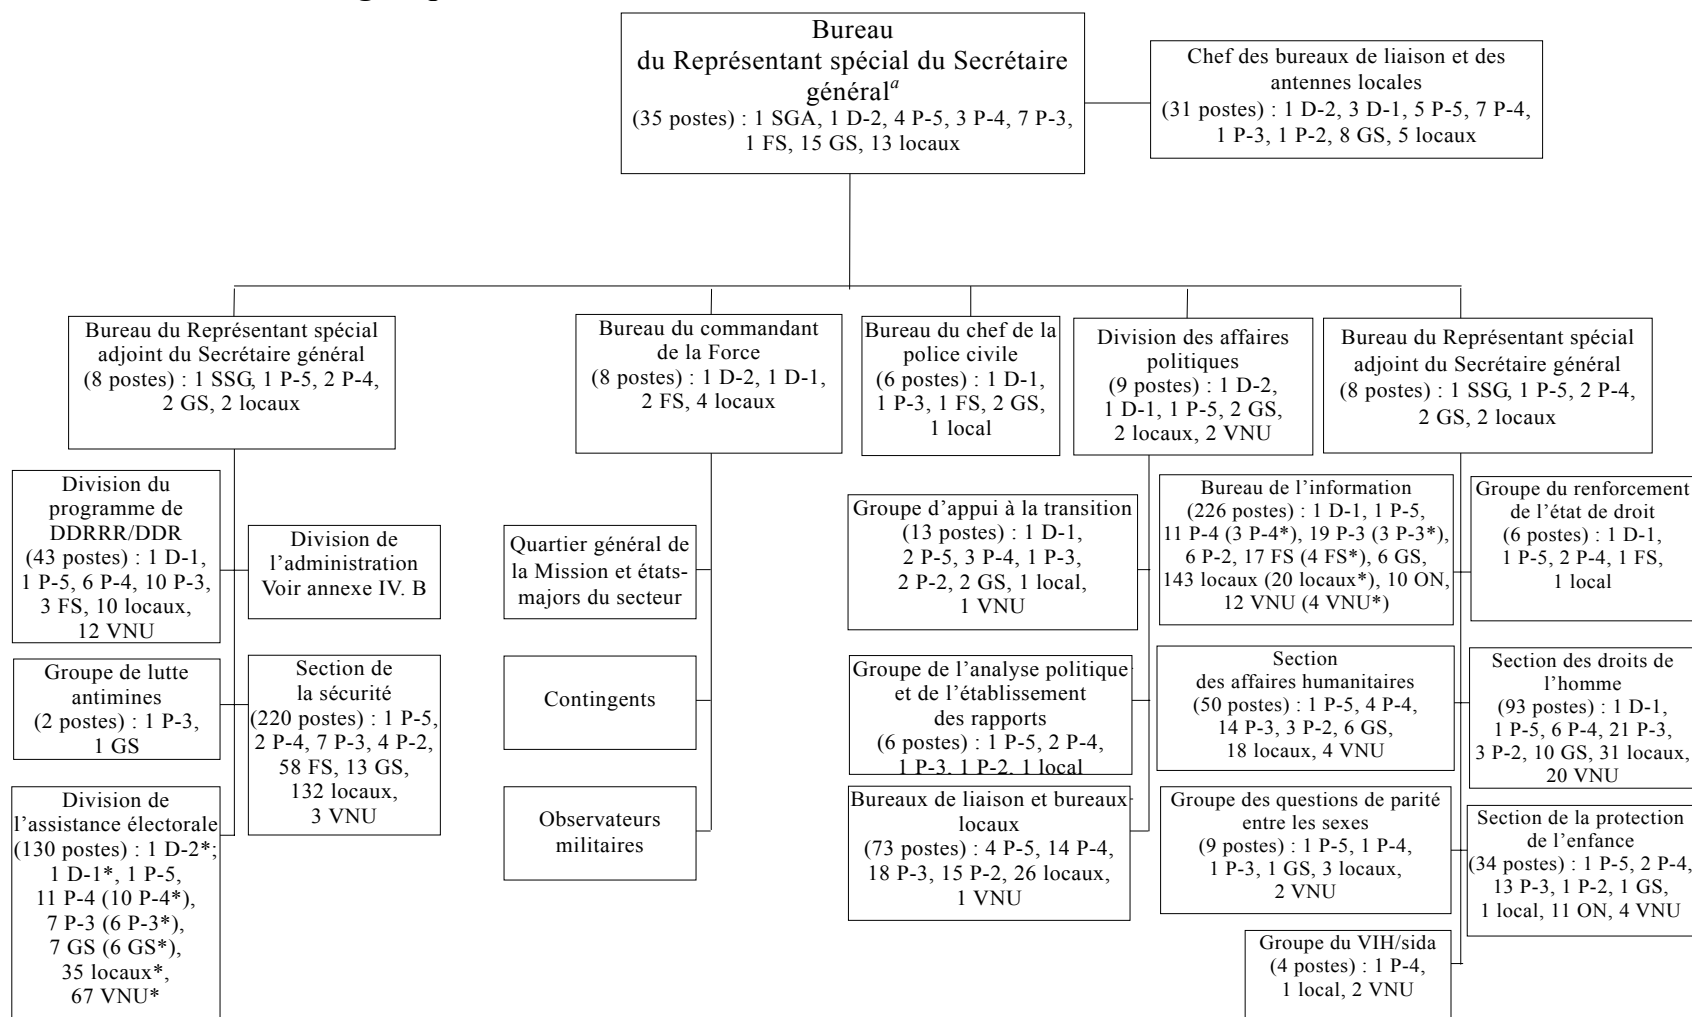 Bureau
du Représentant spécial du Secrétaire
général^a
(35 postes) : 1 SGA, 1 D-2, 4 P-5, 3 P-4, 7 P-3,
1 FS, 15 GS, 13 locaux
Chef des bureaux de liaison et des
antennes locales
(31 postes) : 1 D-2, 3 D-1, 5 P-5, 7 P-4,
1 P-3, 1 P-2, 8 GS, 5 locaux
Bureau du Représentant spécial
adjoint du Secrétaire général
(8 postes) : 1 SSG, 1 P-5, 2 P-4,
2 GS, 2 locaux
Bureau du commandant
de la Force
(8 postes) : 1 D-2, 1 D-1,
2 FS, 4 locaux
Bureau du chef de la
police civile
(6 postes) : 1 D-1,
1 P-3, 1 FS, 2 GS,
1 local
Division des affaires
politiques
(9 postes) : 1 D-2,
1 D-1, 1 P-5, 2 GS,
2 locaux, 2 VNU
Bureau du Représentant spécial
adjoint du Secrétaire général
(8 postes) : 1 SSG, 1 P-5, 2 P-4,
2 GS, 2 locaux
Division du
programme de
DDRRR/DDR
(43 postes) : 1 D-1,
1 P-5, 6 P-4, 10 P-3,
3 FS, 10 locaux,
12 VNU
Division de
l'administration
Voir annexe IV. B
Quartier général de
la Mission et états-
majors du secteur
Groupe d'appui à la transition
(13 postes) : 1 D-1,
2 P-5, 3 P-4, 1 P-3,
2 P-2, 2 GS, 1 local,
1 VNU
Bureau de l'information
(226 postes) : 1 D-1, 1 P-5,
11 P-4 (3 P-4*), 19 P-3 (3 P-3*),
6 P-2, 17 FS (4 FS*), 6 GS,
143 locaux (20 locaux*), 10 ON,
12 VNU (4 VNU*)
Groupe du renforcement
de l'état de droit
(6 postes) : 1 D-1,
1 P-5, 2 P-4, 1 FS,
1 local
Groupe de lutte
antimines
(2 postes) : 1 P-3,
1 GS
Section de
la sécurité
(220 postes) : 1 P-5,
2 P-4, 7 P-3, 4 P-2,
58 FS, 13 GS,
132 locaux,
3 VNU
Contingents
Groupe de l'analyse politique
et de l'établissement
des rapports
(6 postes) : 1 P-5, 2 P-4,
1 P-3, 1 P-2, 1 local
Section
des affaires humanitaires
(50 postes) : 1 P-5, 4 P-4,
14 P-3, 3 P-2, 6 GS,
18 locaux, 4 VNU
Section des droits de
l'homme
(93 postes) : 1 D-1,
1 P-5, 6 P-4, 21 P-3,
3 P-2, 10 GS, 31 locaux,
20 VNU
Division de
l'assistance électorale
(130 postes) : 1 D-2*;
1 D-1*, 1 P-5,
11 P-4 (10 P-4*),
7 P-3 (6 P-3*),
7 GS (6 GS*),
35 locaux*,
67 VNU*
Observateurs
militaires
Bureaux de liaison et bureaux
locaux
(73 postes) : 4 P-5, 14 P-4,
18 P-3, 15 P-2, 26 locaux,
1 VNU
Groupe des questions de parité
entre les sexes
(9 postes) : 1 P-5, 1 P-4,
1 P-3, 1 GS, 3 locaux,
2 VNU
Section de la protection
de l'enfance
(34 postes) : 1 P-5, 2 P-4,
13 P-3, 1 P-2, 1 GS,
1 local, 11 ON, 4 VNU
Groupe du VIH/sida
(4 postes) : 1 P-4,
1 local, 2 VNU